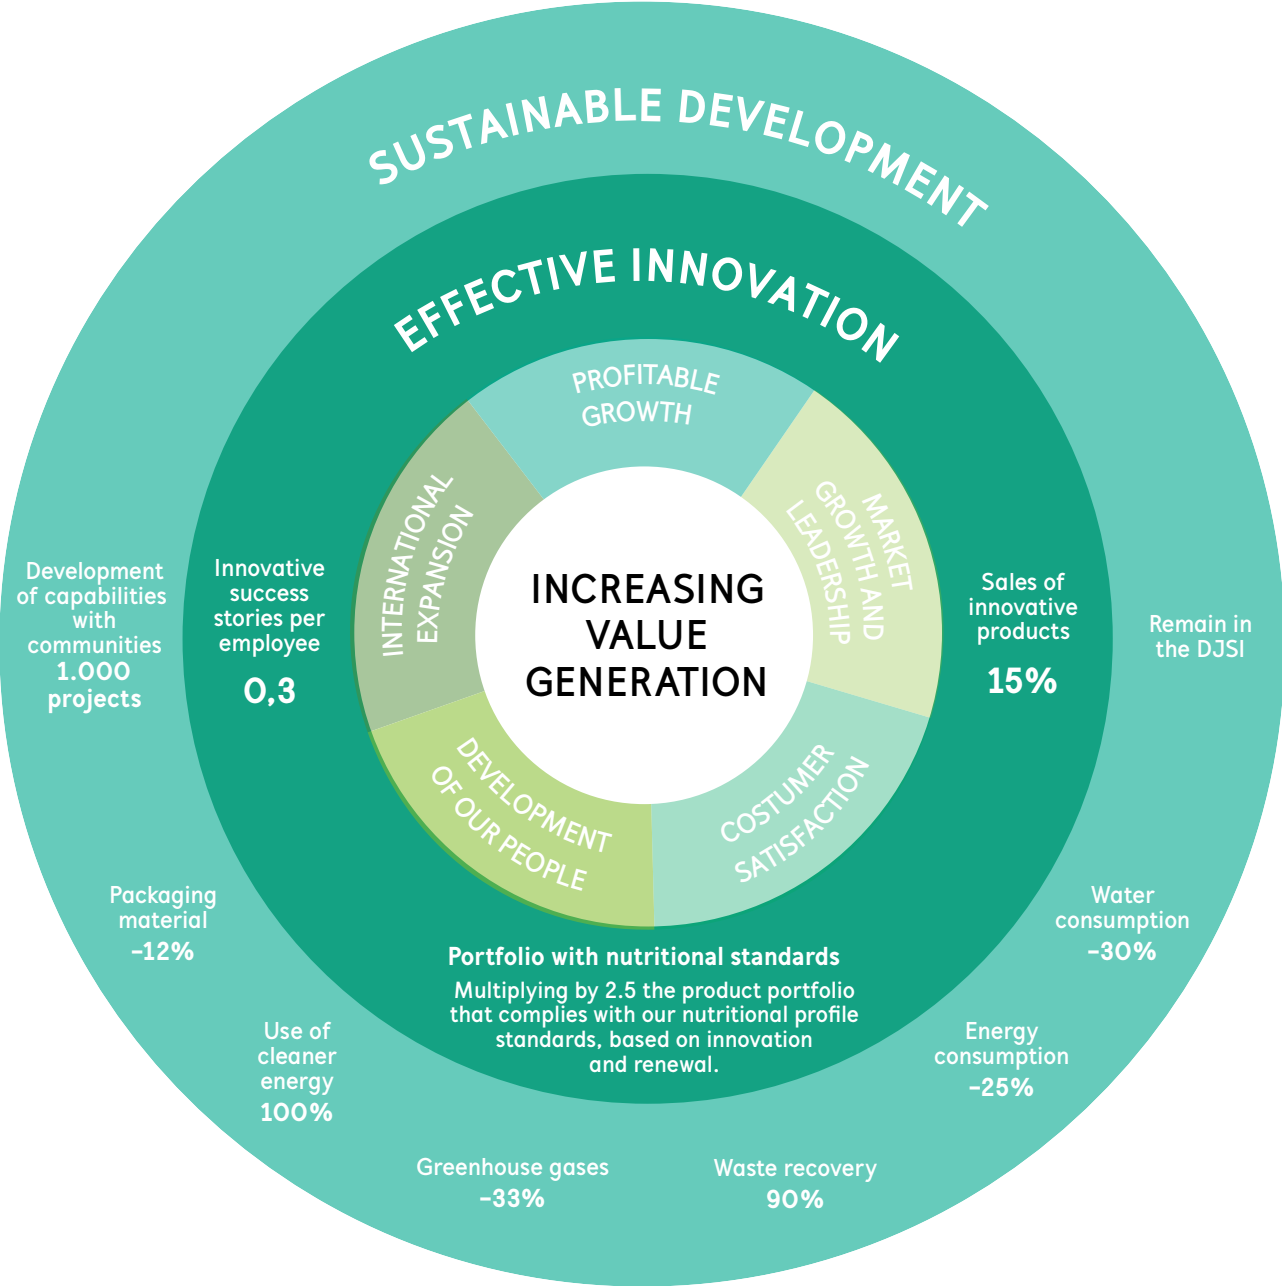 SUSTAINABLE DEVELOPMENT
EFFECTIVE INNOVATION
PROFITABLE
GROWTH
MARKET
GROWTH AND
LEADERSHIP
COSTUMER
SATISFACTION
DEVELOPMENT
OF OUR PEOPLE
INTERNATIONAL
EXPANSION
INCREASING
VALUE
GENERATION
Development
of capabilities
with
communities
1.000
projects
Innovative
success
stories per
employee
0,3
Sales of
innovative
products
15%
Remain in
the DJSI
Portfolio with nutritional standards
Multiplying by 2.5 the product portfolio
that complies with our nutritional profile
standards, based on innovation
and renewal.
Packaging
material
-12%
Use of
cleaner
energy
100%
Greenhouse gases
-33%
Waste recovery
90%
Energy
consumption
-25%
Water
consumption
-30%